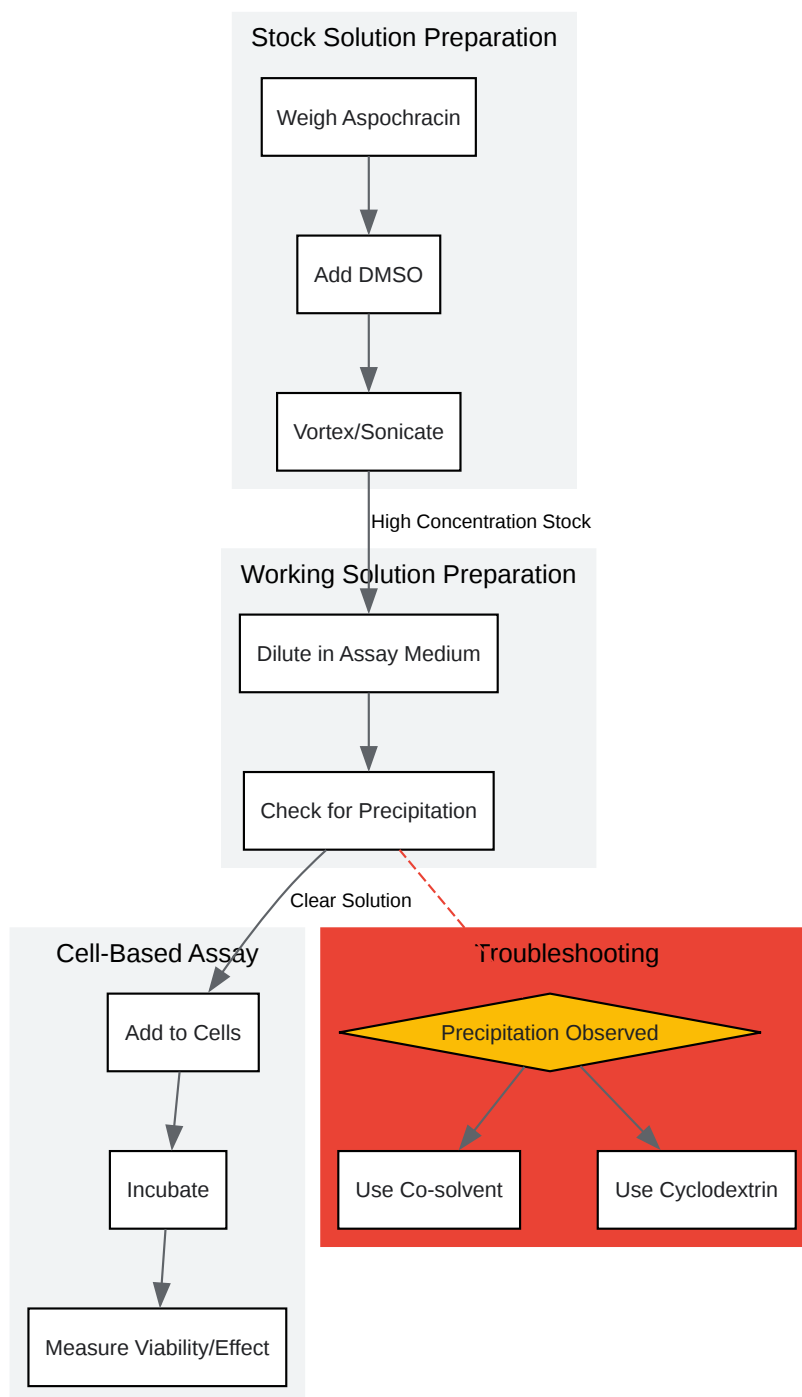 Stock Solution Preparation
Weigh Aspochracin
Add DMSO
Vortex/Sonicate
High Concentration Stock
Working Solution Preparation
Dilute in Assay Medium
Check for Precipitation
Clear Solution
Cell-Based Assay
Add to Cells
Incubate
Measure Viability/Effect
Troubleshooting
Precipitation Observed
Use Co-solvent
Use Cyclodextrin